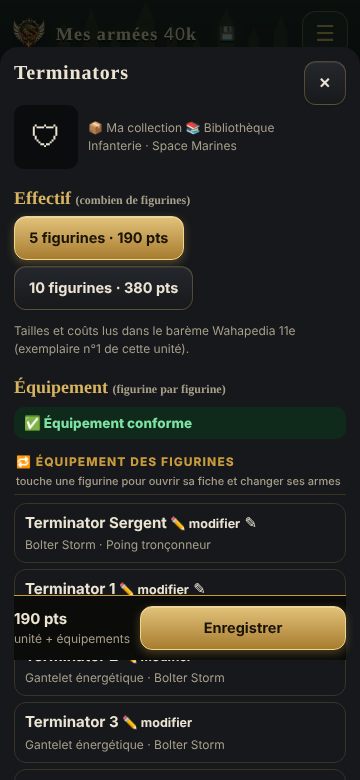 Mes armées 40k
Terminators
Ma collection Bibliothèque
Infanterie · Space Marines
Effectif (combien de figurines)
5 figurines · 190 pts
10 figurines · 380 pts
Tailles et coûts lus dans le barème Wahapedia 11e
(exemplaire n°1 de cette unité).
Équipement (figurine par figurine)
✅ Équipement conforme
ÉQUIPEMENT DES FIGURINES
touche une figurine pour ouvrir sa fiche et changer ses armes
Terminator Sergent ✏️ modifier ✎
Bolter Storm · Poing tronçonneur
Terminator 1 ✏️ modifier ✎
190 pts
unité + équipements
Enregistrer
Gantelet énergétique · Bolter Storm
Terminator 3 ✏️ modifier
Gantelet énergétique · Bolter Storm